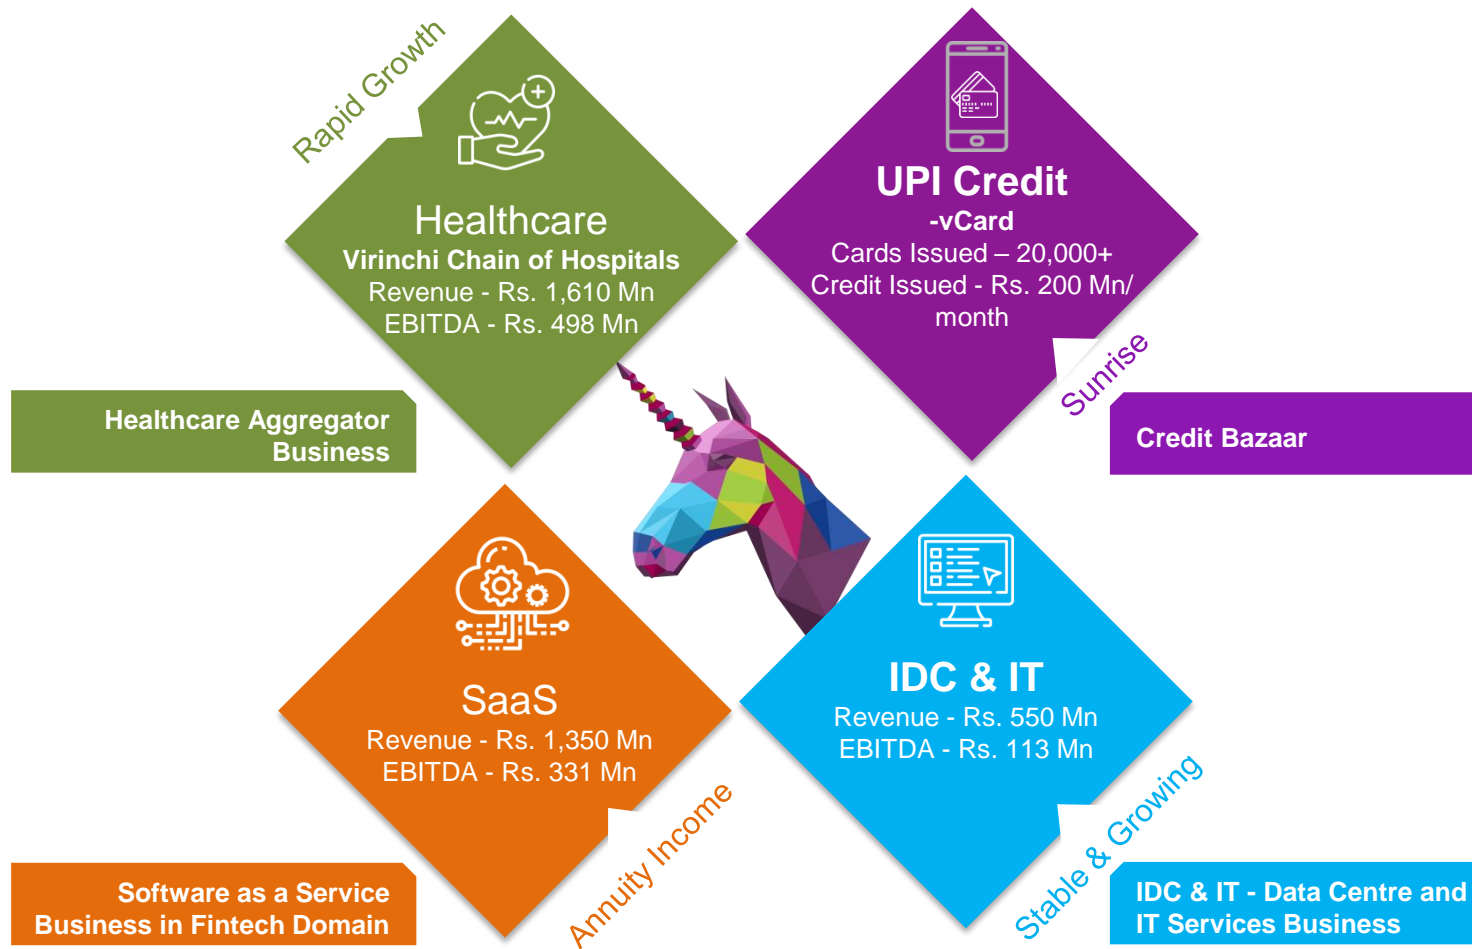 Rapid Growth
Healthcare
Virinchi Chain of Hospitals
Revenue - Rs. 1,610 Mn
EBITDA - Rs. 498 Mn
Healthcare Aggregator
Business
UPI Credit
-vCard
Cards Issued – 20,000+
Credit Issued - Rs. 200 Mn/
month
Sunrise
Credit Bazaar
SaaS
Revenue - Rs. 1,350 Mn
EBITDA - Rs. 331 Mn
Annuity Income
Software as a Service
Business in Fintech Domain
IDC & IT
Revenue - Rs. 550 Mn
EBITDA - Rs. 113 Mn
Stable & Growing
IDC & IT - Data Centre and
IT Services Business